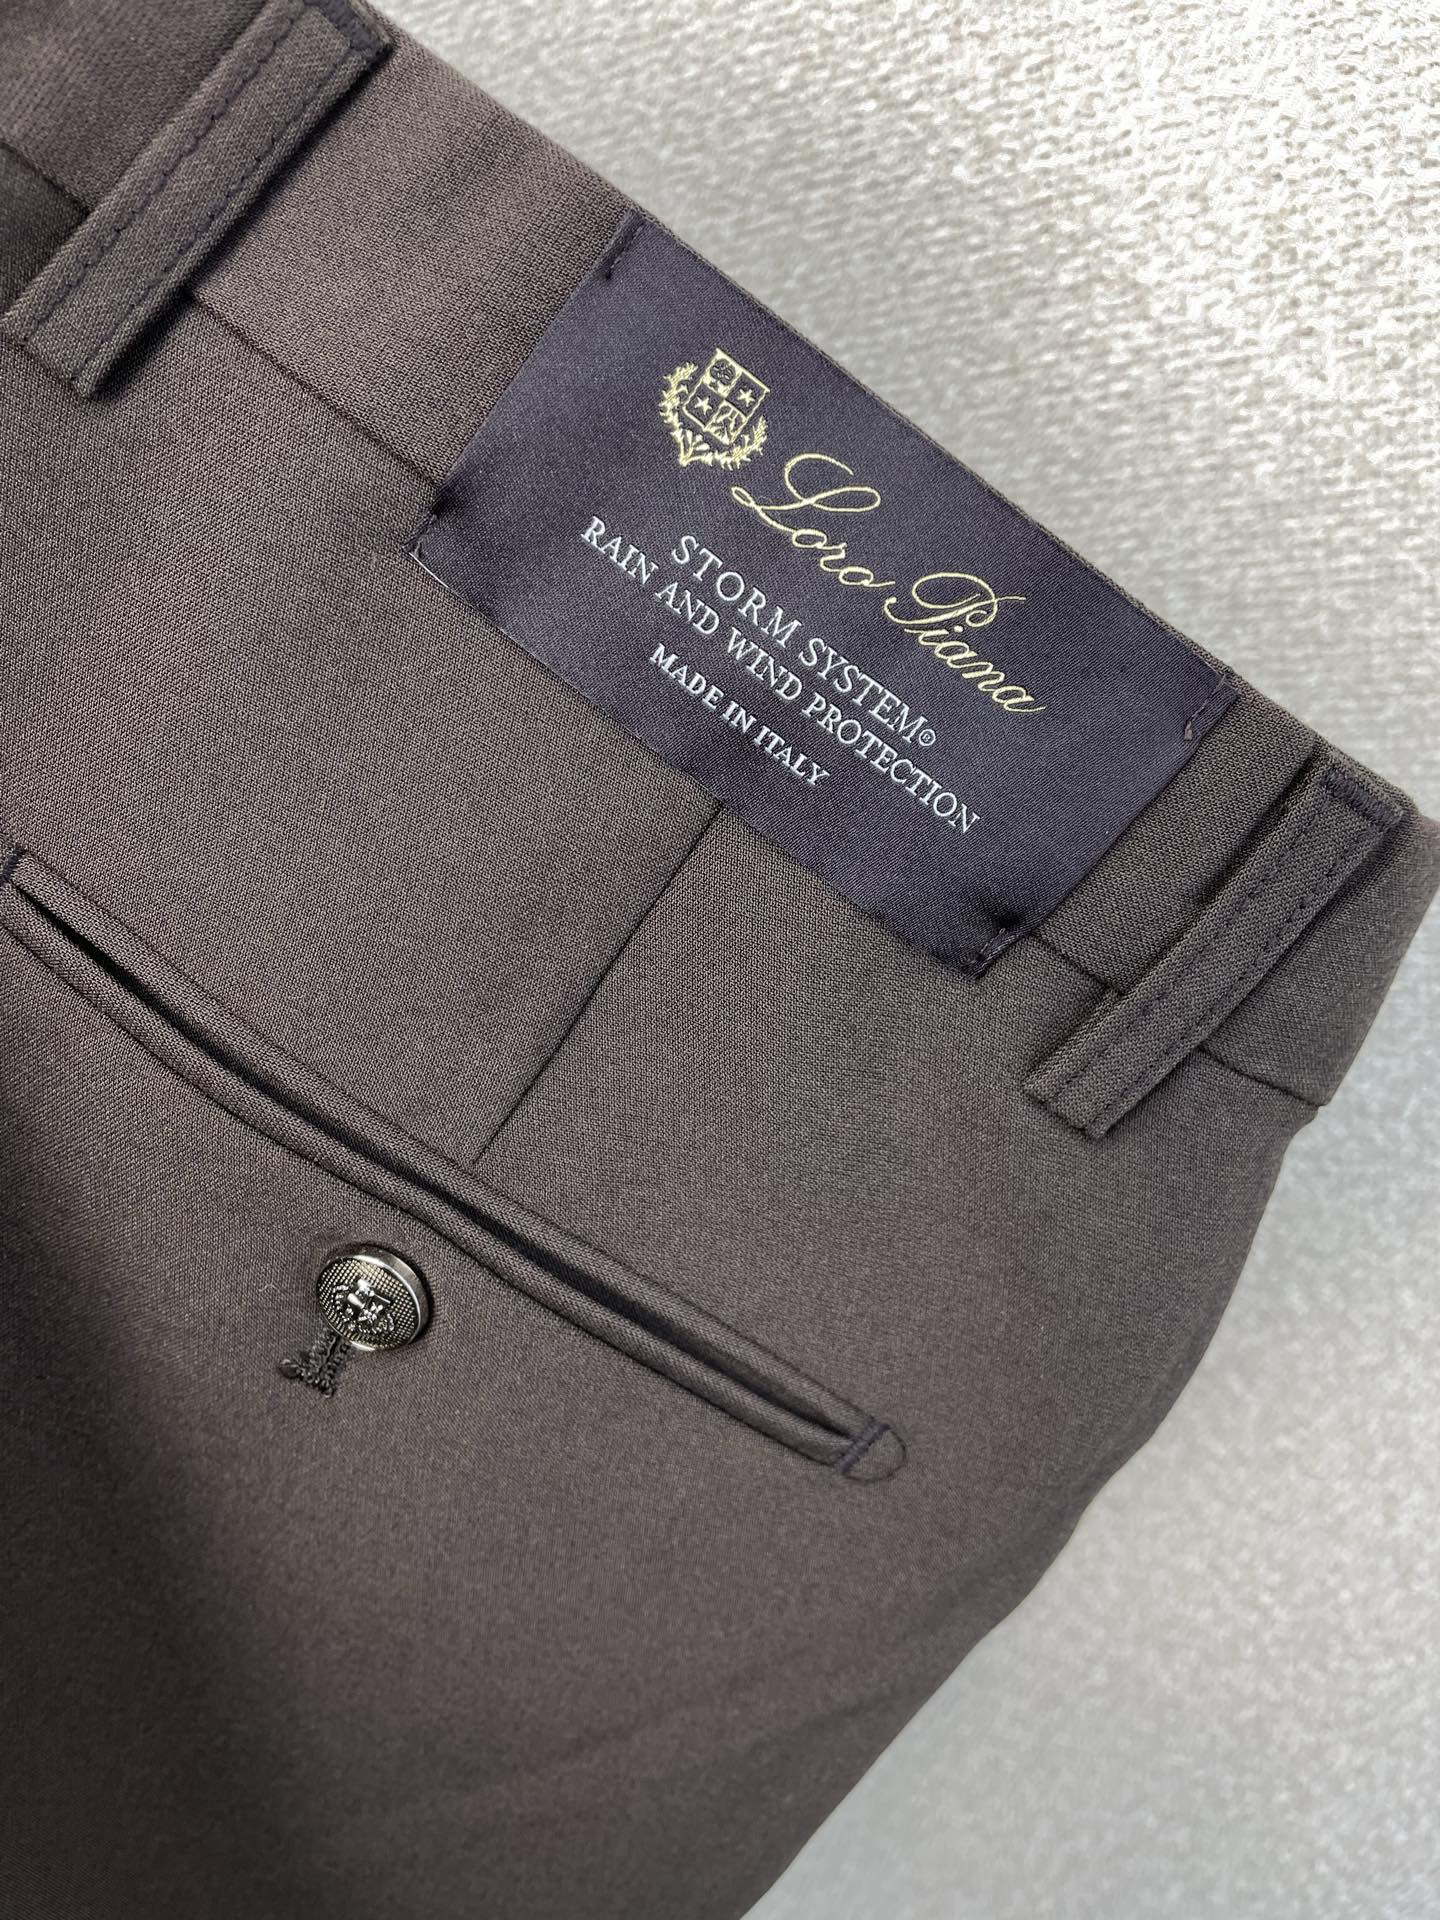 Loro Piana
STORM SYSTEM®
RAIN AND WIND PROTECTION
MADE IN ITALY